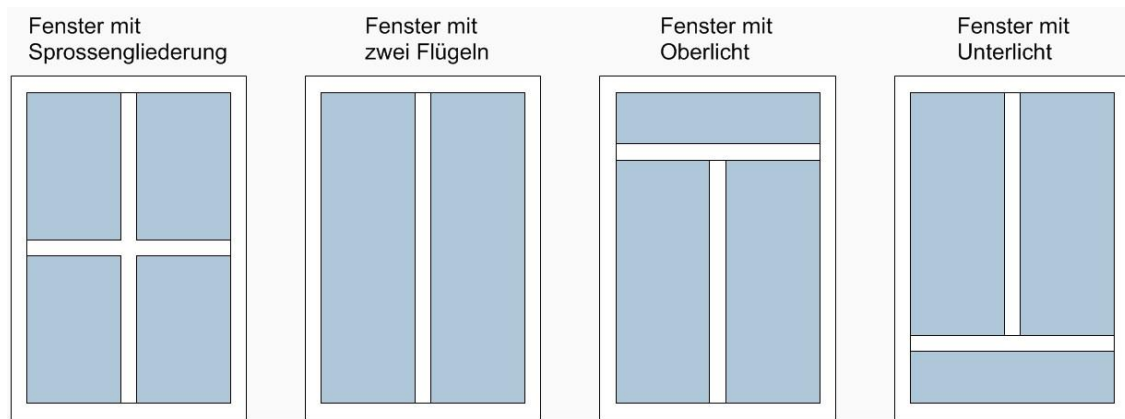 Fenster mit
Sprossengliederung
Fenster mit
zwei Flügeln
Fenster mit
Oberlicht
Fenster mit
Unterlicht